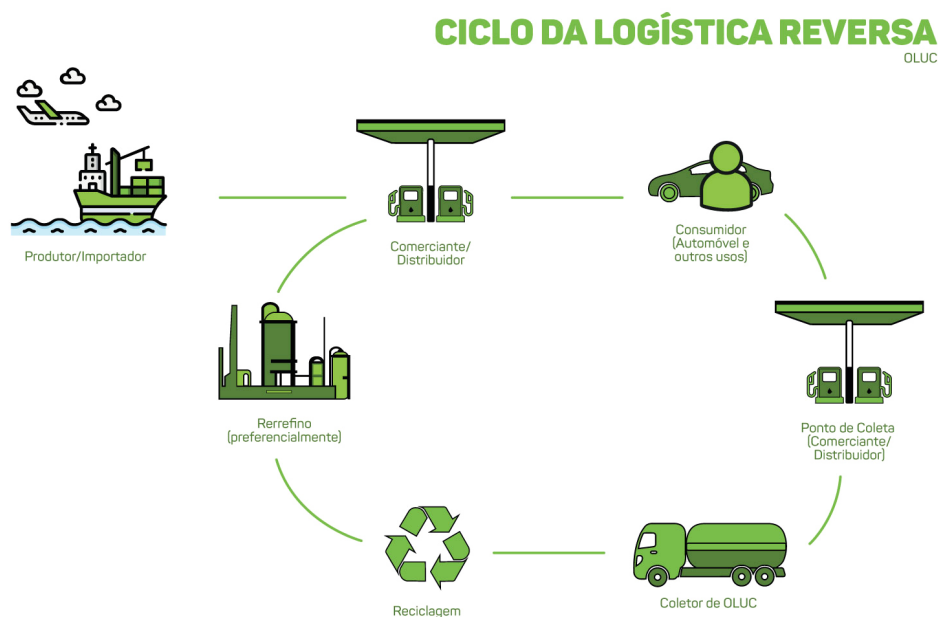 CICLO DA LOGÍSTICA REVERSA
OLUC
Produtor/Importador
Comerciante/
Distribuidor
Consumidor
(Automóvel e
outros usos)
Rerrefino
(preferencialmente)
Ponto de Coleta
(Comerciante/
Distribuidor)
Reciclagem
Coletor de OLUC